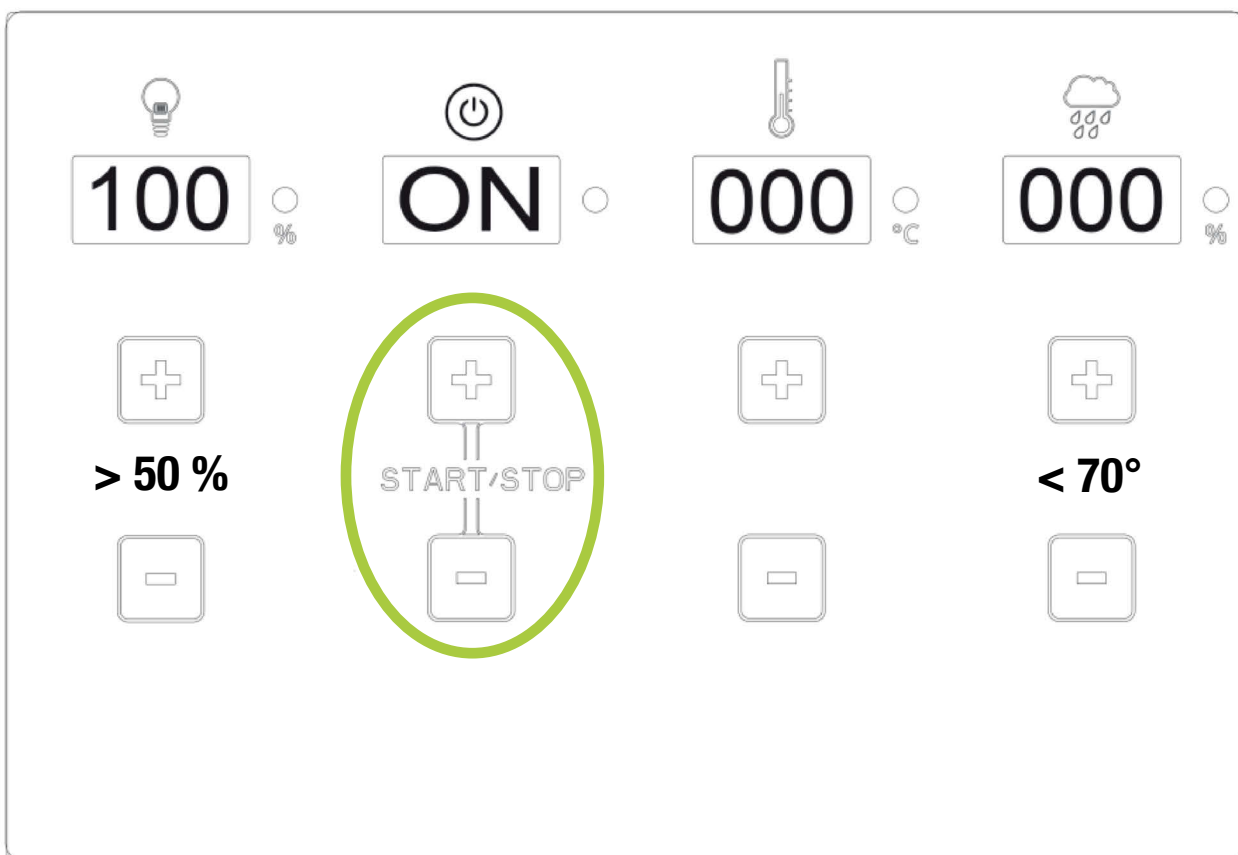 100 % ON 000 °C 000 %
+ + + +
> 50 % START/STOP < 70°
- - - -